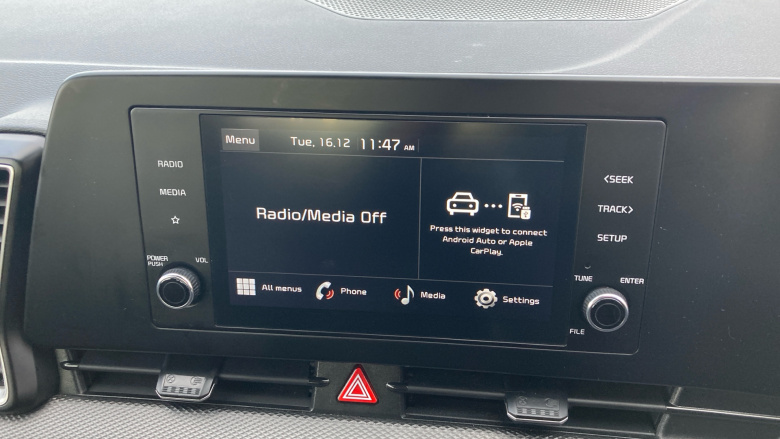 Menu
Tue, 16.12 11:47 AM
RADIO
MEDIA
POWER
PUSH
VOL
Radio/Media Off
Press this widget to connect
Android Auto or Apple
CarPlay.
All menus
Phone
Media
Settings
<SEEK
TRACK>
SETUP
TUNE
ENTER
FILE